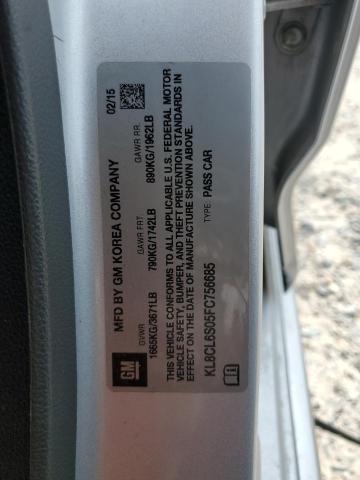 GM
MFD BY GM KOREA COMPANY
02/15
GVWR
GAWR FRT
GAWR RR.
1665KG/3671LB
790KG/1742LB
890KG/1962LB
THIS VEHICLE CONFORMS TO ALL APPLICABLE U.S. FEDERAL MOTOR
VEHICLE SAFETY, BUMPER, AND THEFT PREVENTION STANDARDS IN
EFFECT ON THE DATE OF MANUFACTURE SHOWN ABOVE.
TYPE: PASS CAR
KL8CL6S05FC756685